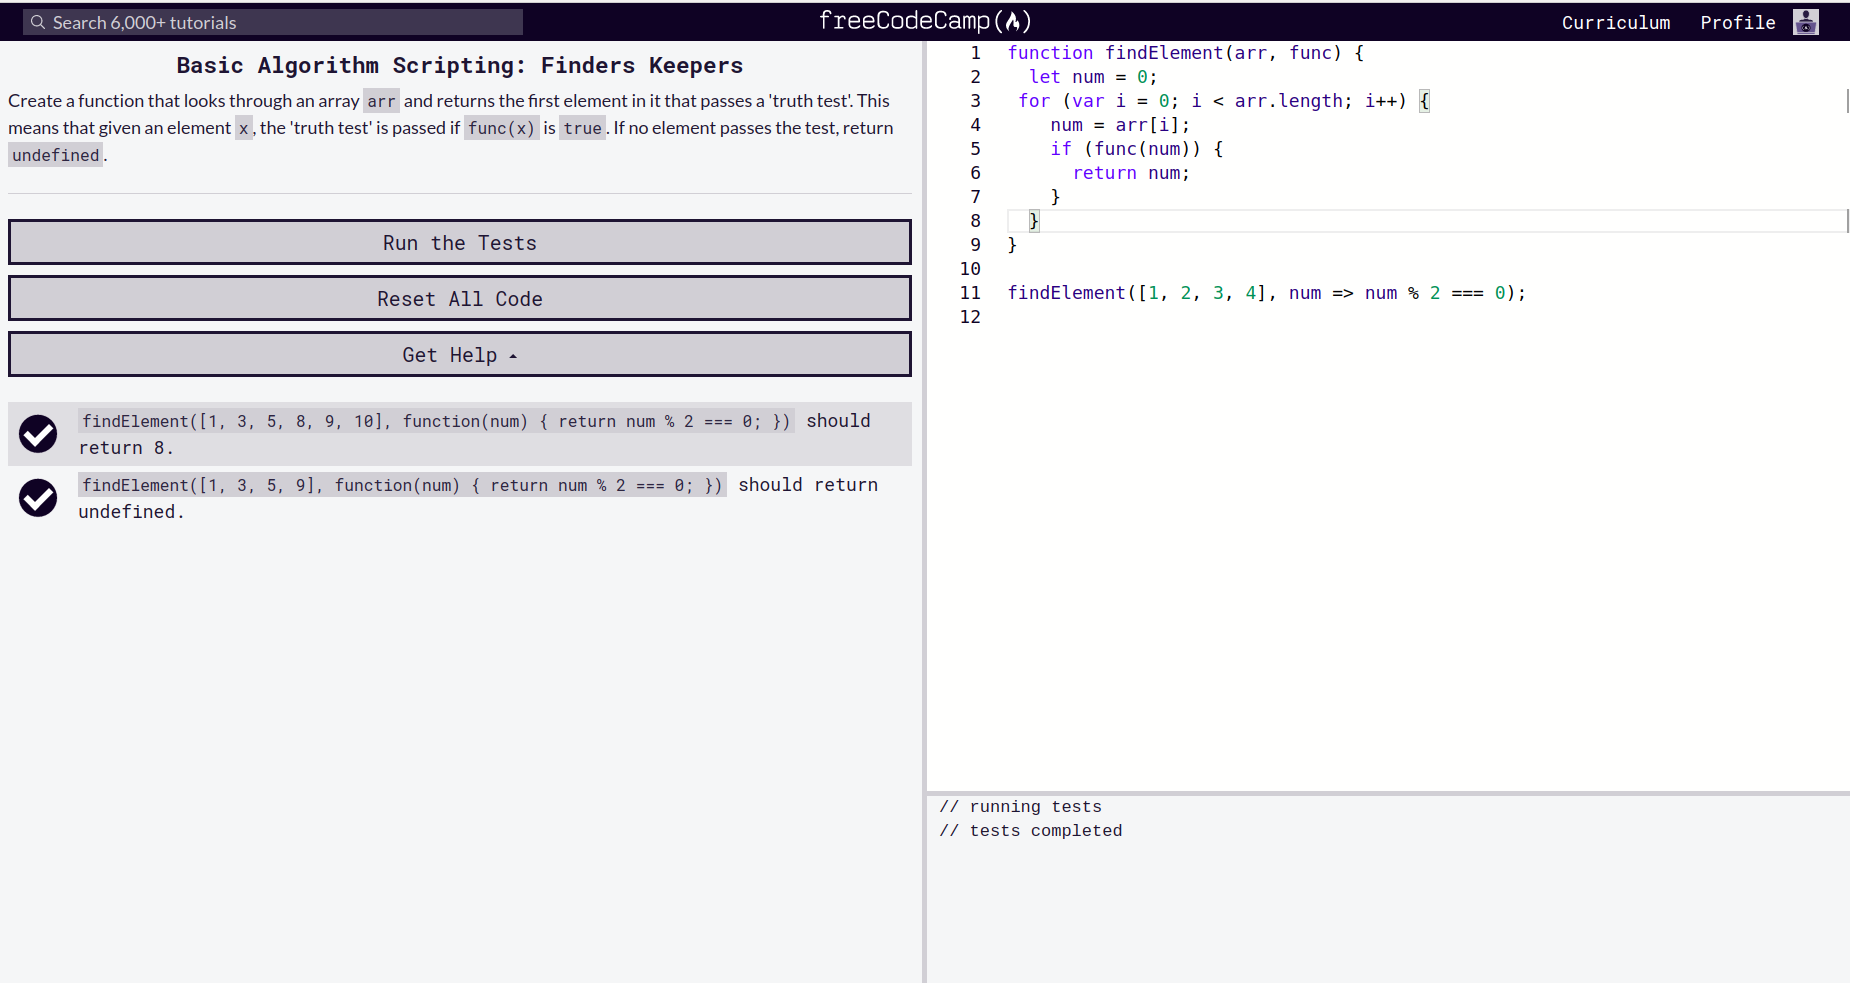 Search 6,000+ tutorials
freeCodeCamp(🔥)
Curriculum
Profile
Basic Algorithm Scripting: Finders Keepers
Create a function that looks through an array arr and returns the first element in it that passes a 'truth test'. This
means that given an element x, the 'truth test' is passed if func(x) is true. If no element passes the test, return
undefined.
Run the Tests
Reset All Code
Get Help
findElement([1, 3, 5, 8, 9, 10], function(num) { return num % 2 === 0; }) should
return 8.
findElement([1, 3, 5, 9], function(num) { return num % 2 === 0; }) should return
undefined.
1 function findElement(arr, func) {
2 let num = 0;
3 for (var i = 0; i < arr.length; i++) {
4 num = arr[i];
5 if (func(num)) {
6 return num;
7 }
8 }
9 }
10
11 findElement([1, 2, 3, 4], num => num % 2 === 0);
12
// running tests
// tests completed